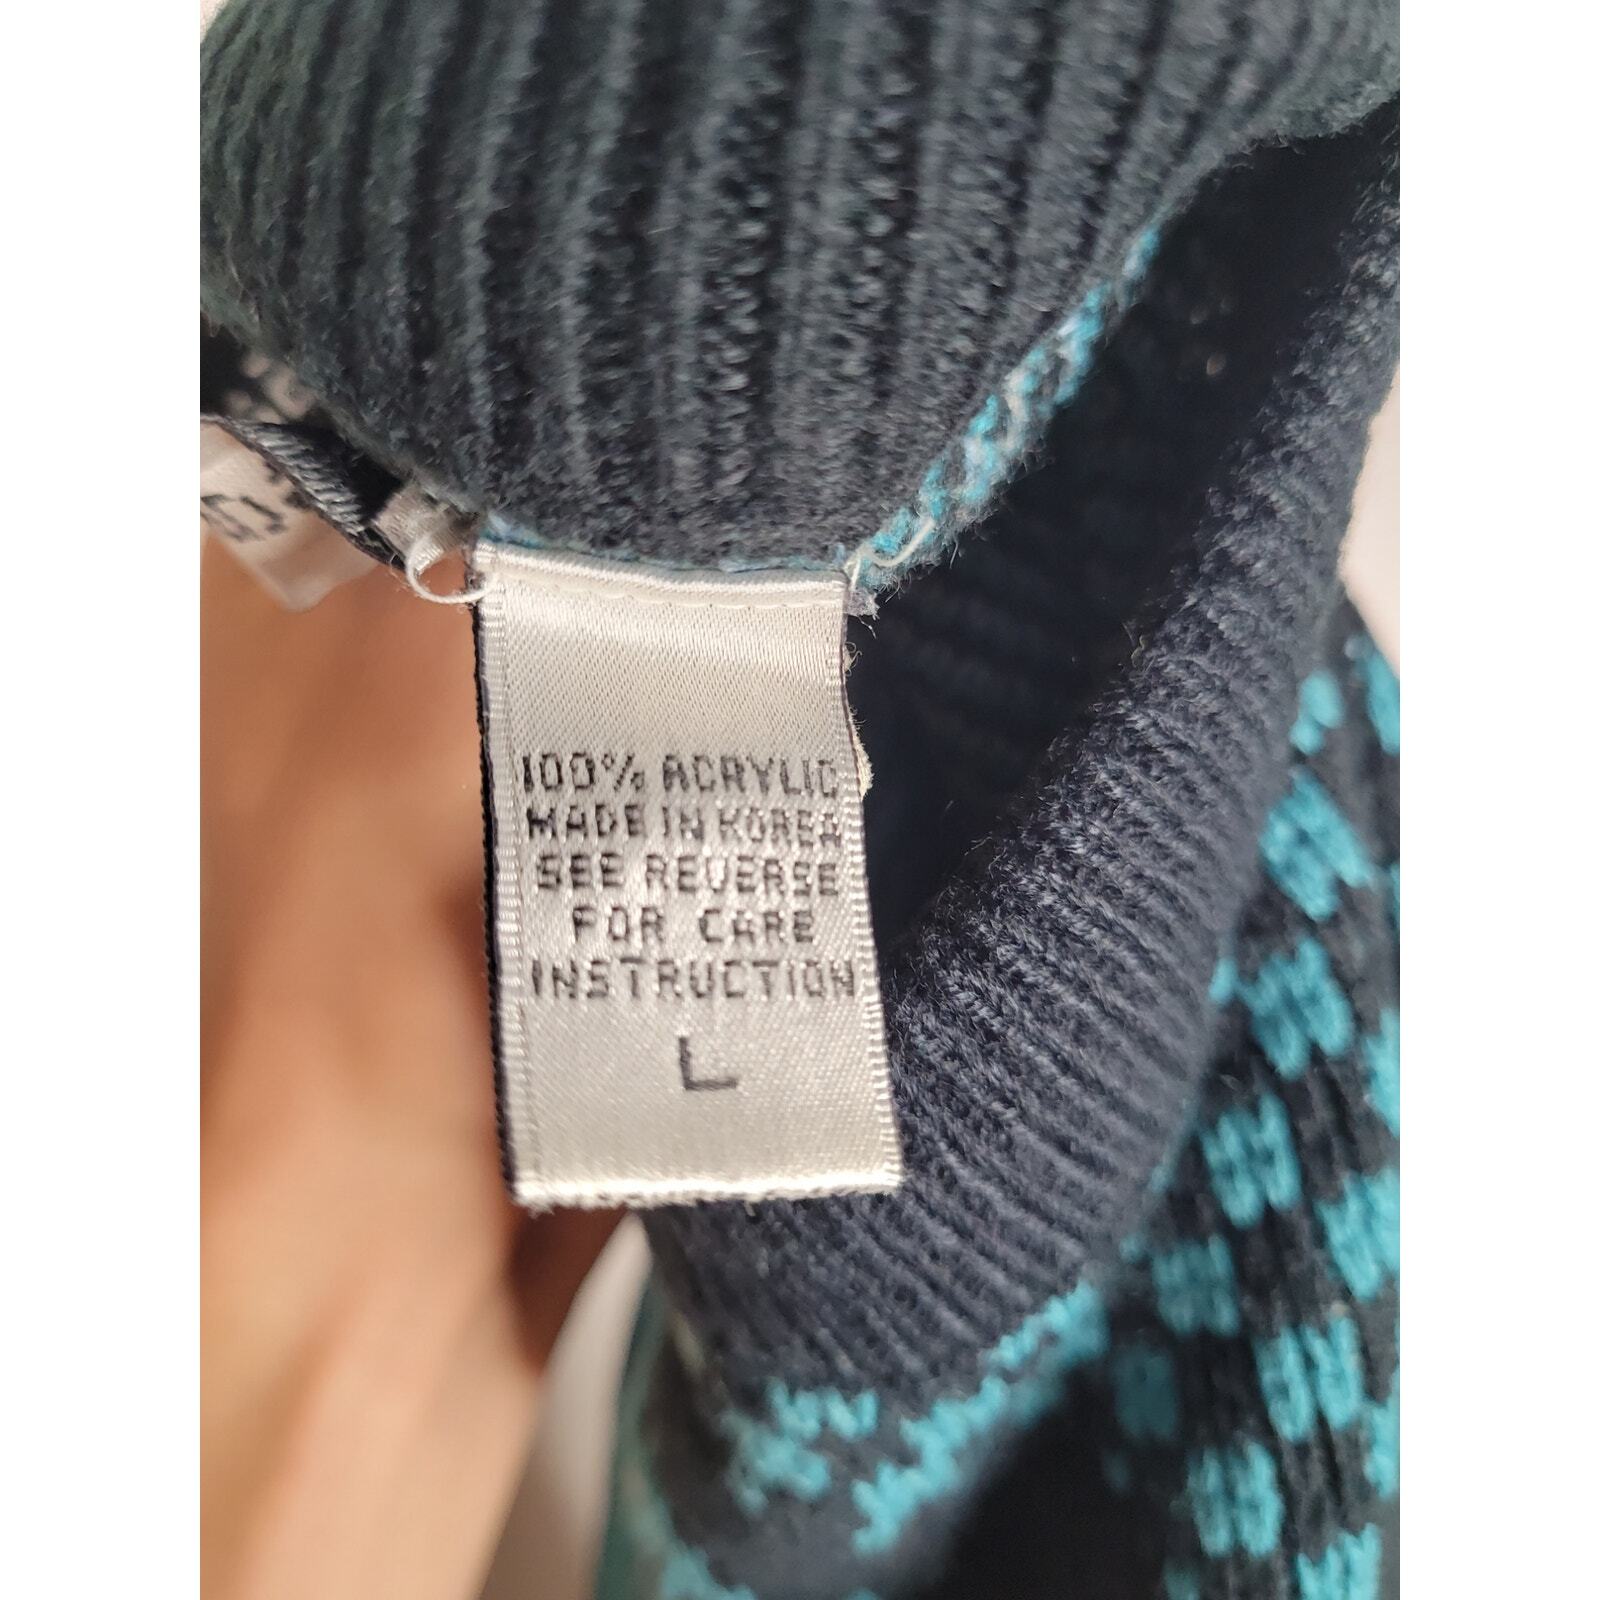 100% ACRYLIC
MADE IN KOREA
SEE REVERSE
FOR CARE
INSTRUCTION
L